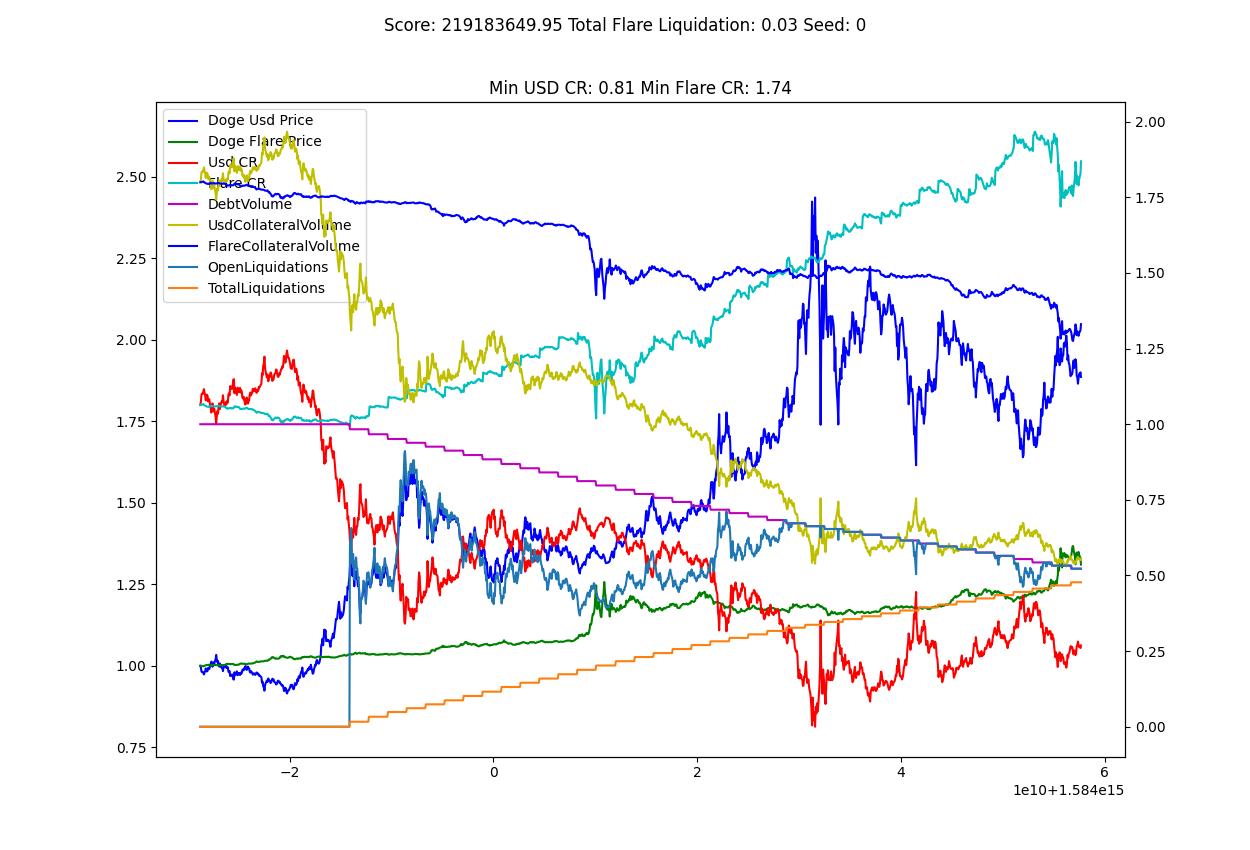 Score: 219183649.95 Total Flare Liquidation: 0.03 Seed: 0
Min USD CR: 0.81 Min Flare CR: 1.74
Doge Usd Price
Doge Flare Price
Usd CR
Flare CR
DebtVolume
UsdCollateralVolume
FlareCollateralVolume
OpenLiquidations
TotalLiquidations
2.50
2.25
2.00
1.75
1.50
1.25
1.00
0.75
2.00
1.75
1.50
1.25
1.00
0.75
0.50
0.25
0.00
−2
0
2
4
6
1e10+1.584e15